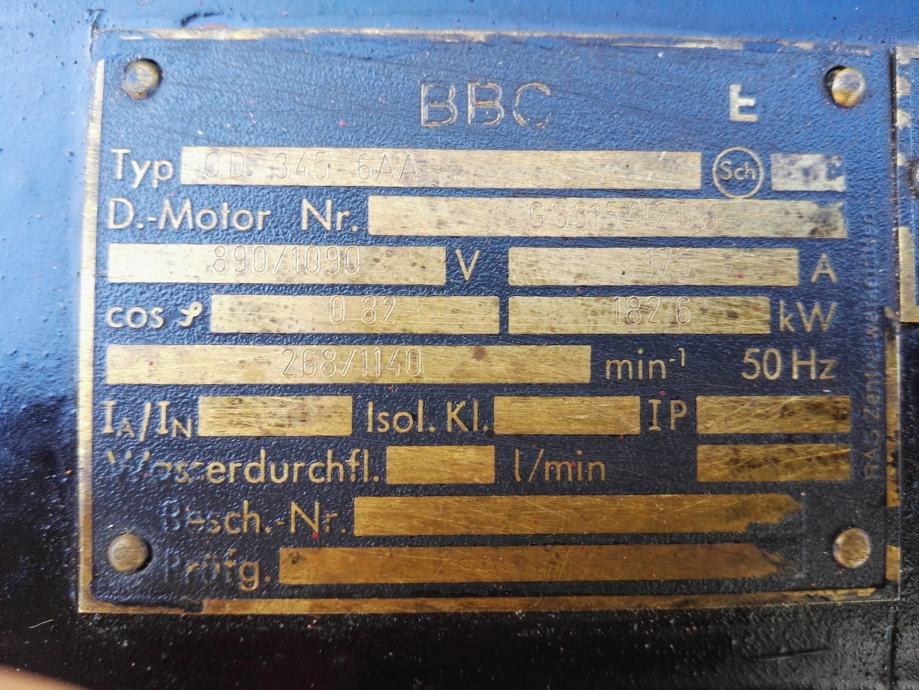 BBC E
Typ QD 345-6AA Sch
D.-Motor Nr.
890/1090 V A
cos φ 0 82 182 6 kW
268/1140 min-1 50 Hz
IA/IN Isol. Kl. IP
Wasserdurchfl. l/min
Besch.-Nr.
Prüfg.